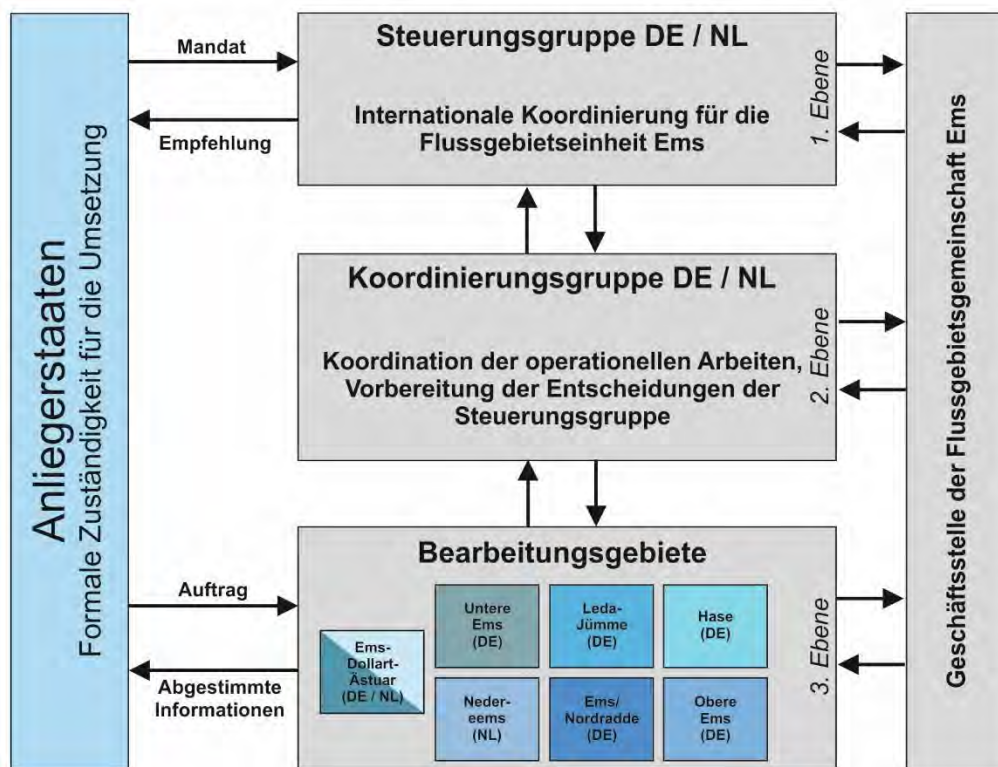 Anliegerstaaten
Formale Zuständigkeit für die Umsetzung
Mandat
Empfehlung
Steuerungsgruppe DE / NL
Internationale Koordinierung für die
Flussgebietseinheit Ems
1. Ebene
Koordinierungsgruppe DE / NL
Koordination der operationellen Arbeiten,
Vorbereitung der Entscheidungen der
Steuerungsgruppe
2. Ebene
Auftrag
Abgestimmte
Informationen
Bearbeitungsgebiete
Ems-
Dollart-
Ästuar
(DE / NL)
Untere
Ems
(DE)
Leda-
Jümme
(DE)
Hase
(DE)
Neder-
eems
(NL)
Ems/
Nordradde
(DE)
Obere
Ems
(DE)
3. Ebene
Geschäftsstelle der Flussgebietsgemeinschaft Ems